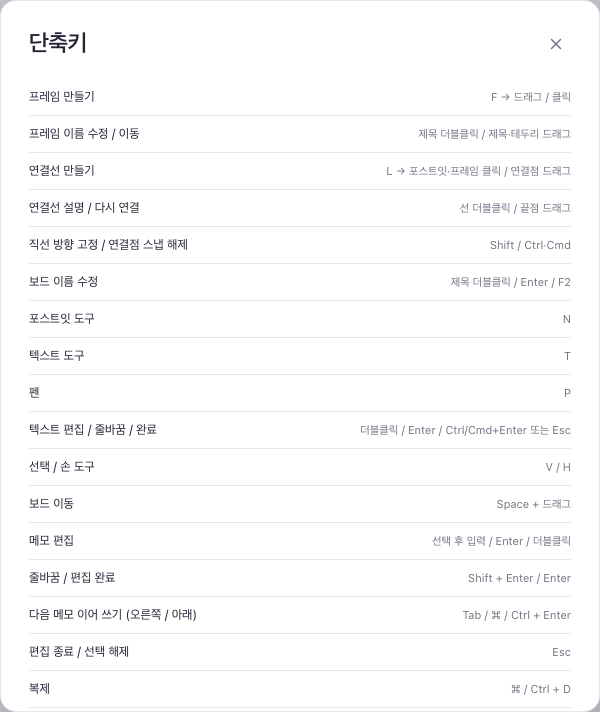 단축키
프레임 만들기 F → 드래그 / 클릭
프레임 이름 수정 / 이동 제목 더블클릭 / 제목·테두리 드래그
연결선 만들기 L → 포스트잇·프레임 클릭 / 연결점 드래그
연결선 설명 / 다시 연결 선 더블클릭 / 끝점 드래그
직선 방향 고정 / 연결점 스냅 해제 Shift / Ctrl·Cmd
보드 이름 수정 제목 더블클릭 / Enter / F2
포스트잇 도구 N
텍스트 도구 T
펜 P
텍스트 편집 / 줄바꿈 / 완료 더블클릭 / Enter / Ctrl/Cmd+Enter 또는 Esc
선택 / 손 도구 V / H
보드 이동 Space + 드래그
메모 편집 선택 후 입력 / Enter / 더블클릭
줄바꿈 / 편집 완료 Shift + Enter / Enter
다음 메모 이어 쓰기 (오른쪽 / 아래) Tab / ⌘ / Ctrl + Enter
편집 종료 / 선택 해제 Esc
복제 ⌘ / Ctrl + D